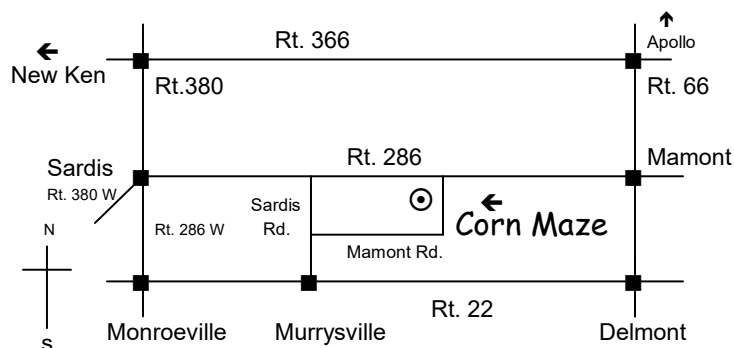 Rt. 366
Apollo
New Ken
Rt.380
Rt. 66
Sardis
Rt. 286
Mamont
Rt. 380 W
N
Rt. 286 W
Sardis
Rd.
Corn Maze
Mamont Rd.
Rt. 22
S
Monroeville
Murrysville
Delmont